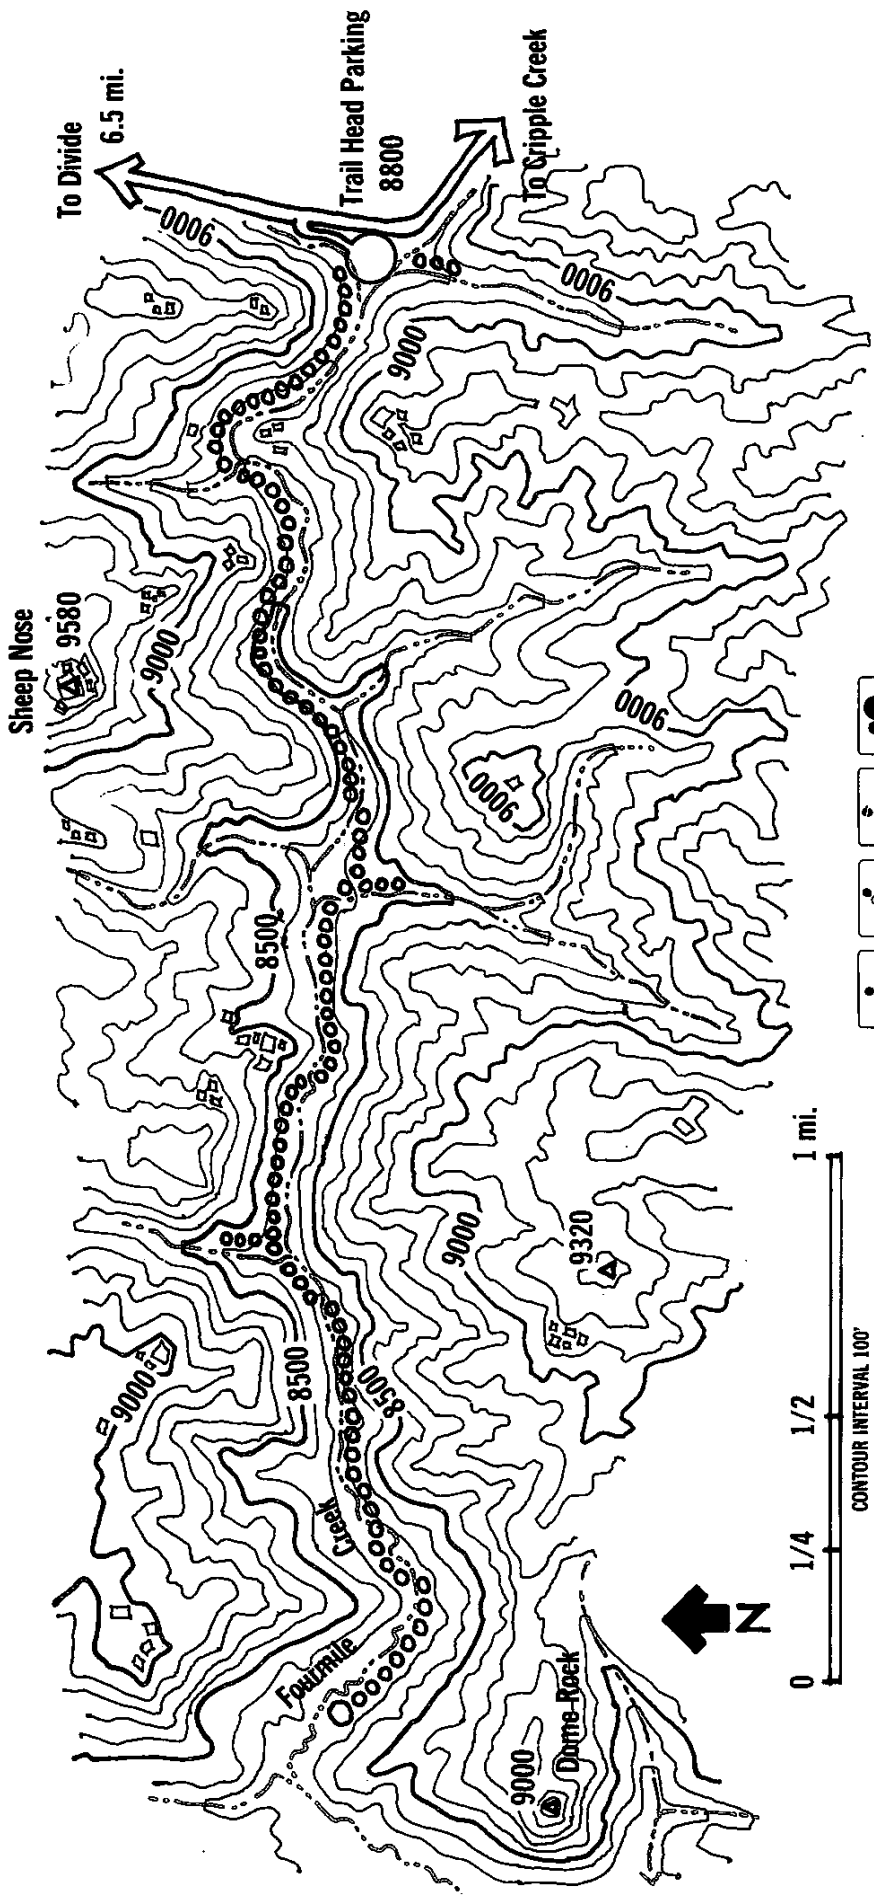 To Divide
6.5 mi.
Trail Head Parking
8800
To Cripple Creek
9000
9000
9000
Sheep Nose
9580
9000
9000
9000
8500
9000
9320
9000
8500
8500
Creek
Fourmile
9000
Dome Rock
N
0
1/4
1/2
1 mi.
CONTOUR INTERVAL 100'